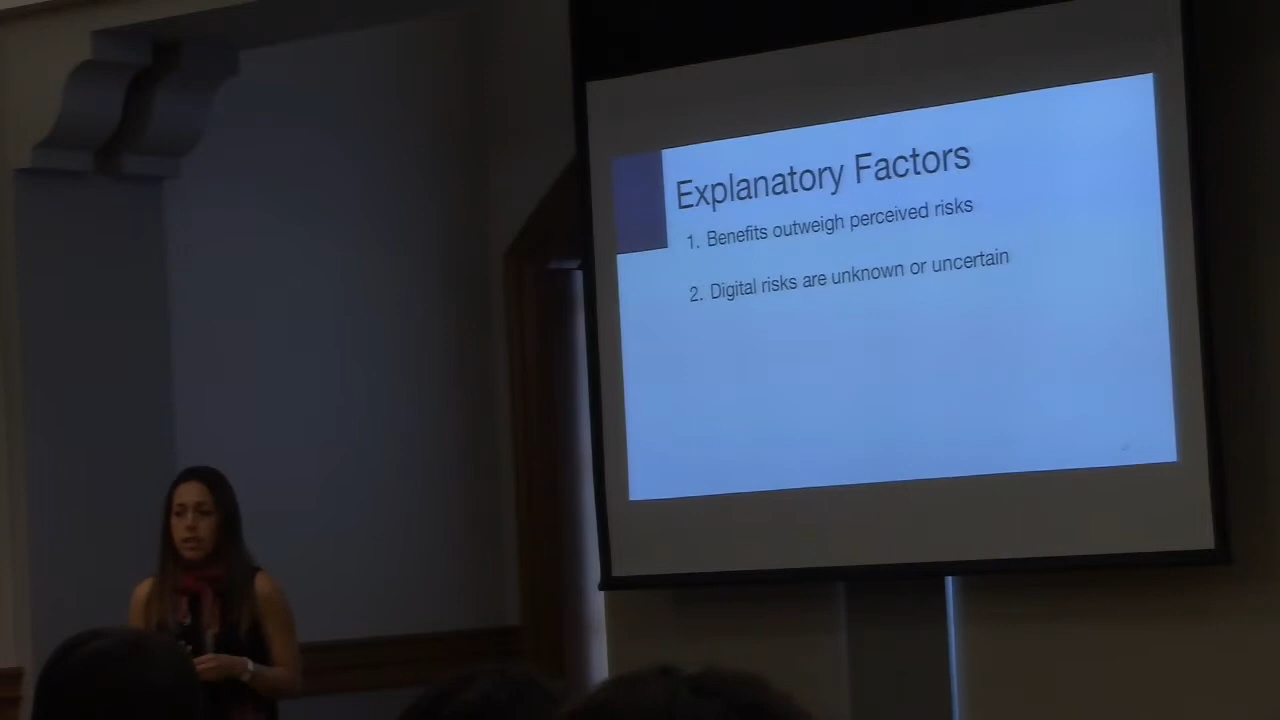 Explanatory Factors
1. Benefits outweigh perceived risks
2. Digital risks are unknown or uncertain